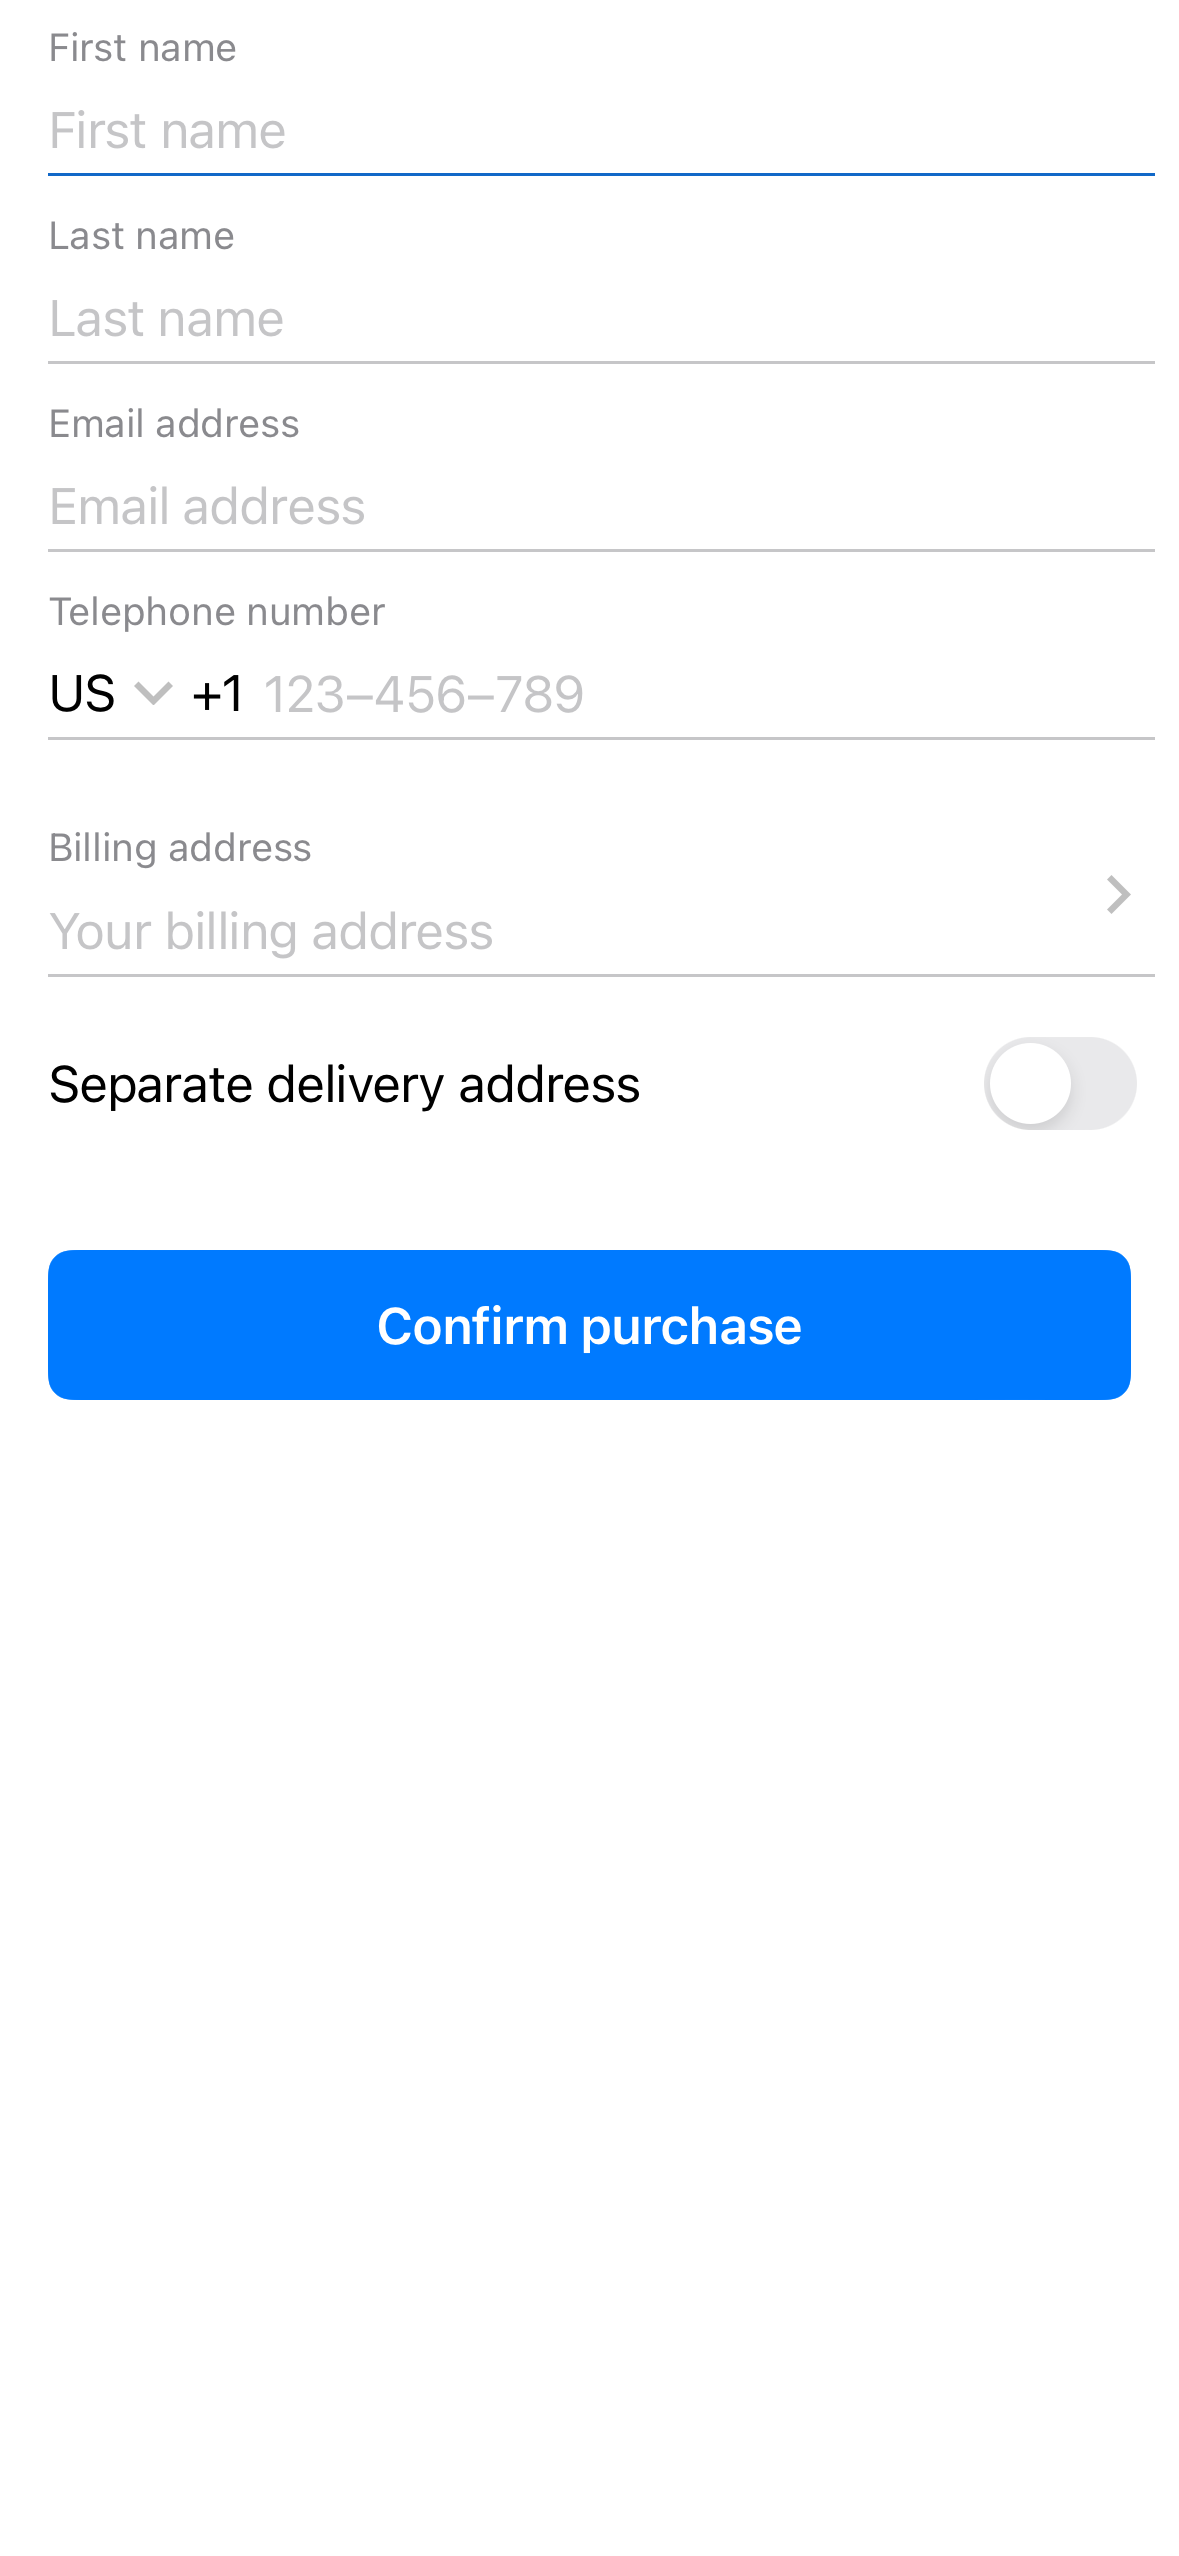 First name
First name
Last name
Last name
Email address
Email address
Telephone number
US +1 123–456–789
Billing address
Your billing address
Separate delivery address
Confirm purchase